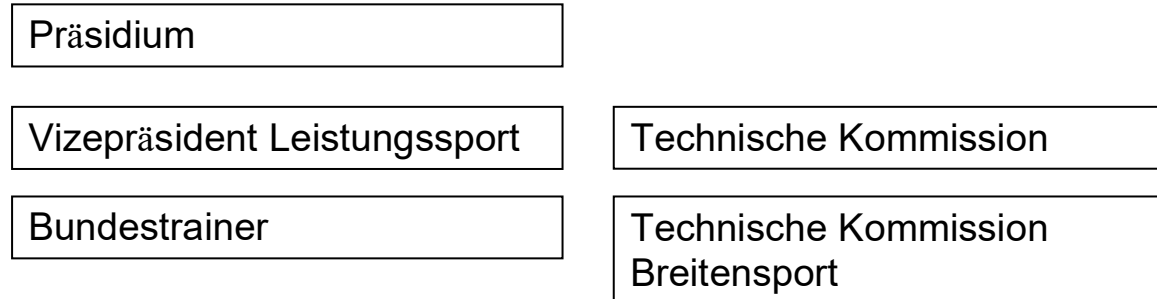 Präsidium
Vizepräsident Leistungssport
Technische Kommission
Bundestrainer
Technische Kommission
Breitensport